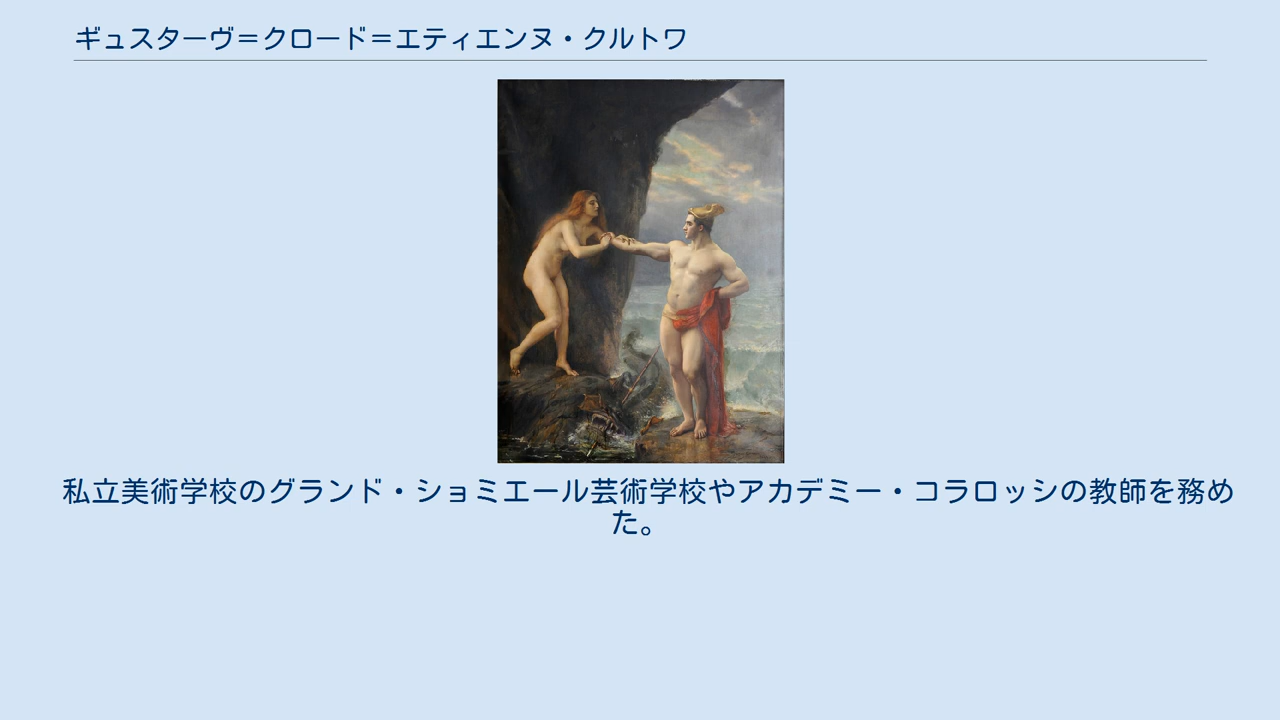 ギュスターヴ＝クロード＝エティエンヌ・クルトワ
私立美術学校のグランド・ショミエール芸術学校やアカデミー・コラロッシの教師を務め
た。